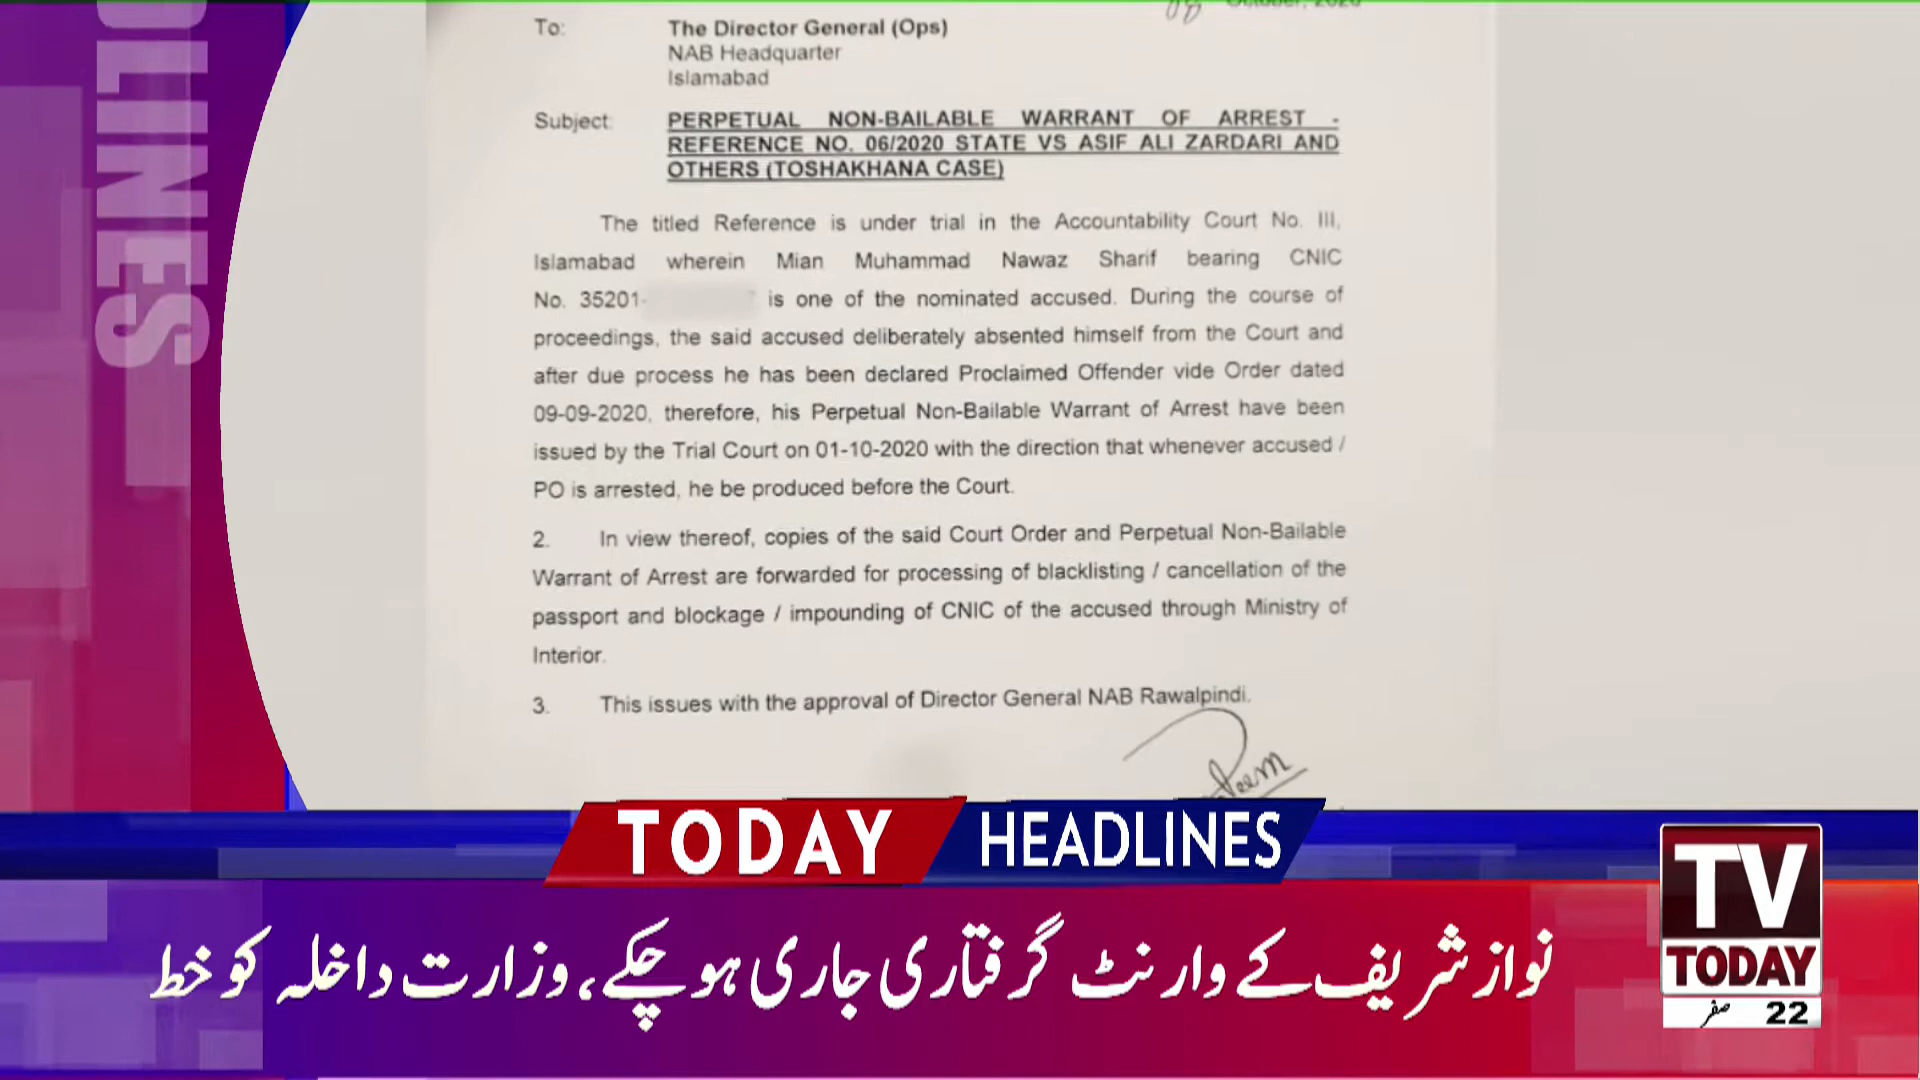 DLINES
08 October, 2020
To: The Director General (Ops)
NAB Headquarter
Islamabad
Subject: PERPETUAL NON-BAILABLE WARRANT OF ARREST -
REFERENCE NO. 06/2020 STATE VS ASIF ALI ZARDARI AND
OTHERS (TOSHAKHANA CASE)
The titled Reference is under trial in the Accountability Court No. III,
Islamabad wherein Mian Muhammad Nawaz Sharif bearing CNIC
No. 35201- is one of the nominated accused. During the course of
proceedings, the said accused deliberately absented himself from the Court and
after due process he has been declared Proclaimed Offender vide Order dated
09-09-2020, therefore, his Perpetual Non-Bailable Warrant of Arrest have been
issued by the Trial Court on 01-10-2020 with the direction that whenever accused /
PO is arrested, he be produced before the Court.
2. In view thereof, copies of the said Court Order and Perpetual Non-Bailable
Warrant of Arrest are forwarded for processing of blacklisting / cancellation of the
passport and blockage / impounding of CNIC of the accused through Ministry of
Interior.
3. This issues with the approval of Director General NAB Rawalpindi.
TODAY HEADLINES
نواز شریف کے وارنٹ گرفتاری جاری ہو چکے، وزارت داخلہ کو خط
TV
TODAY
22 صفر